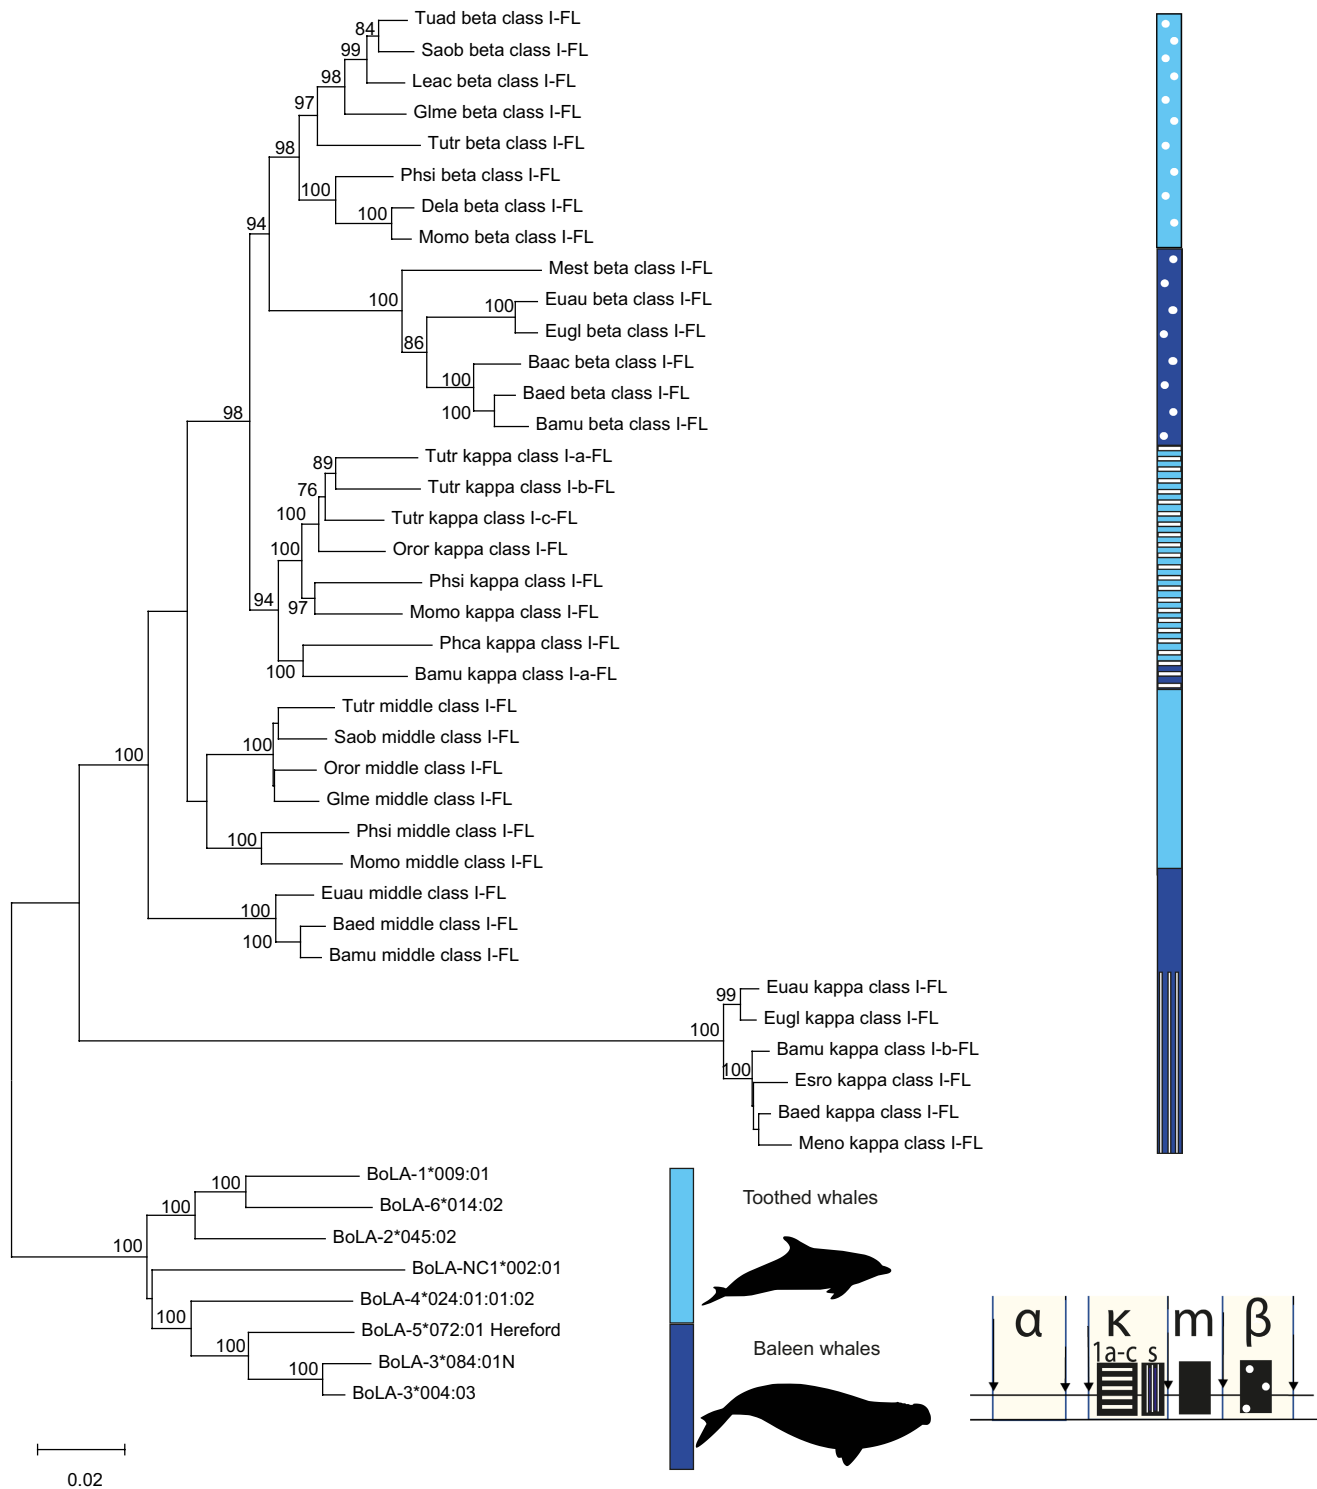 84
Tuad beta class I-FL
99
Saob beta class I-FL
98
Leac beta class I-FL
97
Glme beta class I-FL
98
Tutr beta class I-FL
100
Phsi beta class I-FL
100
Dela beta class I-FL
94
Momo beta class I-FL
100
Mest beta class I-FL
100
Euau beta class I-FL
86
Eugl beta class I-FL
100
Baac beta class I-FL
100
Baed beta class I-FL
98
Bamu beta class I-FL
89
Tutr kappa class I-a-FL
76
Tutr kappa class I-b-FL
100
Tutr kappa class I-c-FL
100
Oror kappa class I-FL
94
97
Phsi kappa class I-FL
Momo kappa class I-FL
100
Phca kappa class I-FL
Bamu kappa class I-a-FL
Tutr middle class I-FL
100
Saob middle class I-FL
100
Oror middle class I-FL
Glme middle class I-FL
100
Phsi middle class I-FL
Momo middle class I-FL
100
Euau middle class I-FL
100
Baed middle class I-FL
Bamu middle class I-FL
99
Euau kappa class I-FL
100
Eugl kappa class I-FL
100
Bamu kappa class I-b-FL
Esro kappa class I-FL
Baed kappa class I-FL
Meno kappa class I-FL
100
BoLA-1*009:01
100
BoLA-6*014:02
100
BoLA-2*045:02
BoLA-NC1*002:01
100
BoLA-4*024:01:01:02
100
BoLA-5*072:01 Hereford
100
BoLA-3*084:01N
BoLA-3*004:03
0.02
Toothed whales
Baleen whales
α κ m β
1a-c s